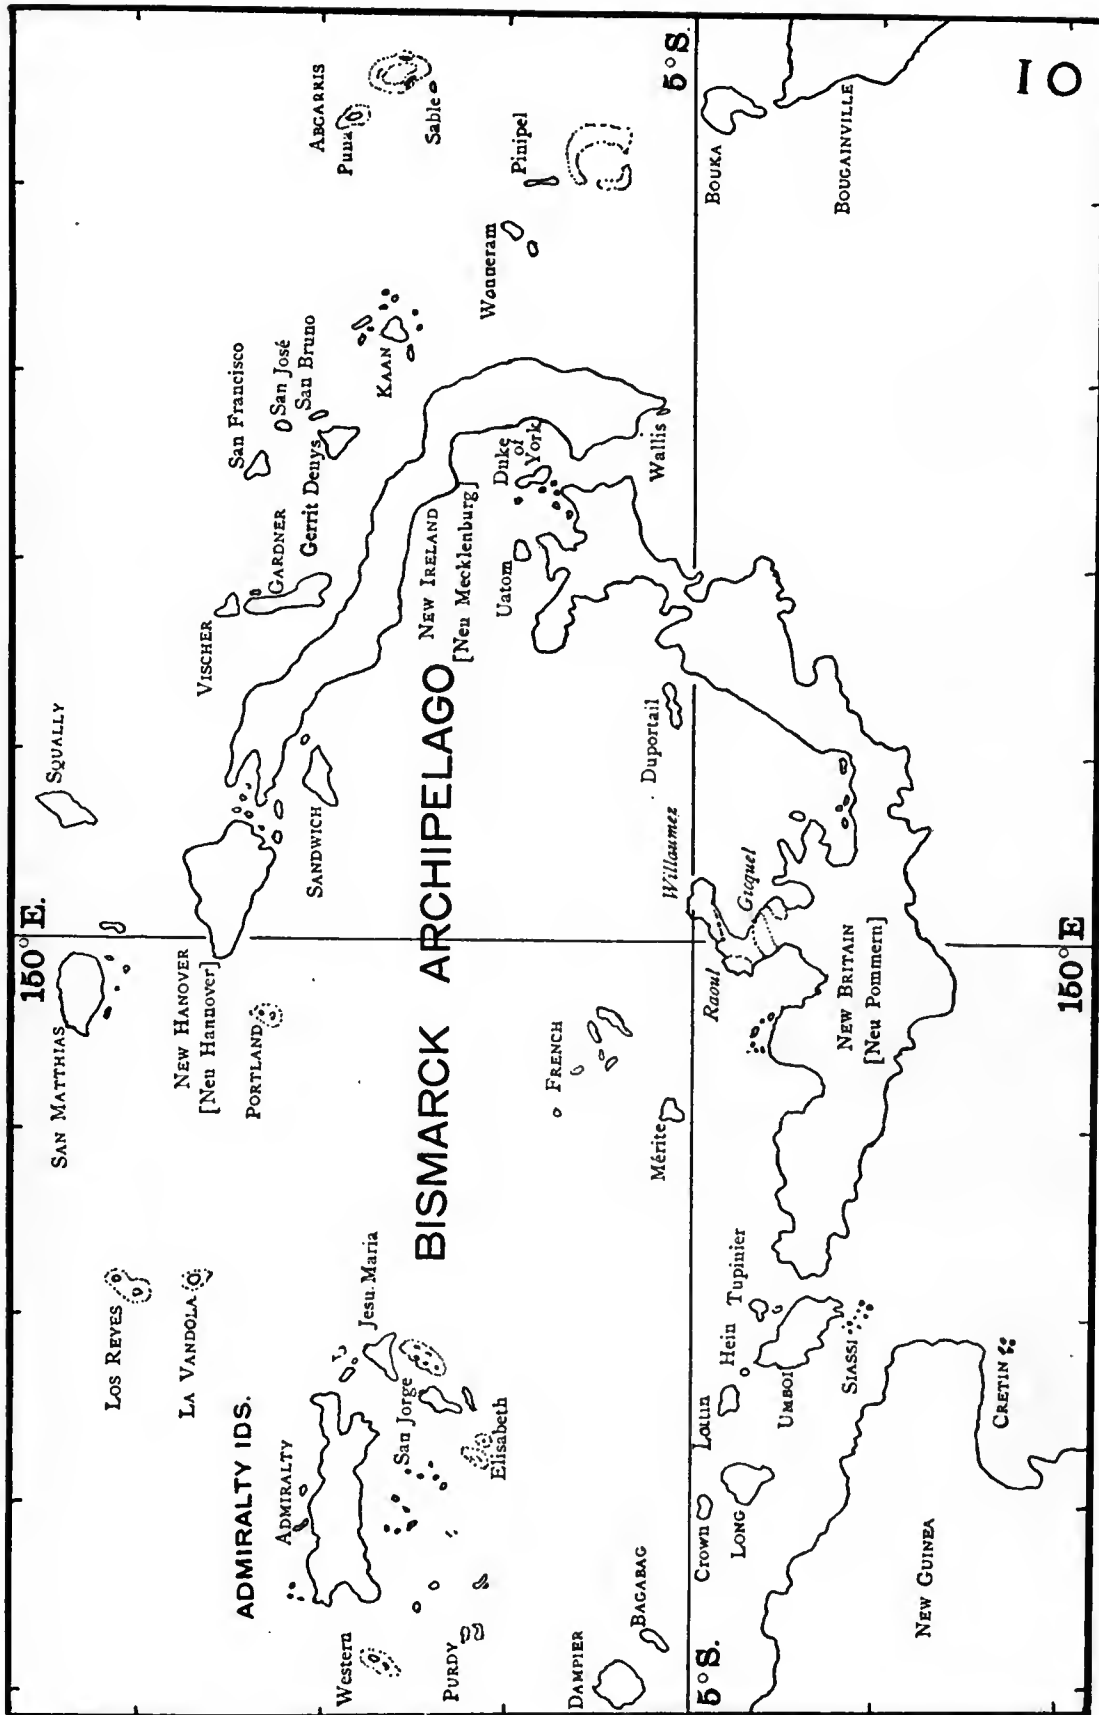 10
150° E.
SQUALLY
SAN MATTHIAS
LOS REYES
LA VANDOLA
ADMIRALTY IDS.
ADMIRALTY
Western
PURDY
Jesu Maria
San Jorge
Elisabeth
NEW HANOVER
[Neu Hannover]
PORTLAND
SANDWICH
VISCHER
GARDNER
Gerrit Denys
San Francisco
San José
San Bruno
KAAN
ABGARRIS
Sable
Pinipel
Wonneram
BISMARCK ARCHIPELAGO
NEW IRELAND
[Neu Mecklenburg]
Duke
of
York
Uatom
Wallis
FRENCH
Mérite
DAMPIER
BAGABAG
5°S.
5°S.
Duportail
Willaumez
Gicquel
Raoul
NEW BRITAIN
[Neu Pommern]
BOUKA
BOUGAINVILLE
Crown
LONG
Hein
Tupinier
UMBOI
SIASSI
CRETIN
NEW GUINEA
150°E